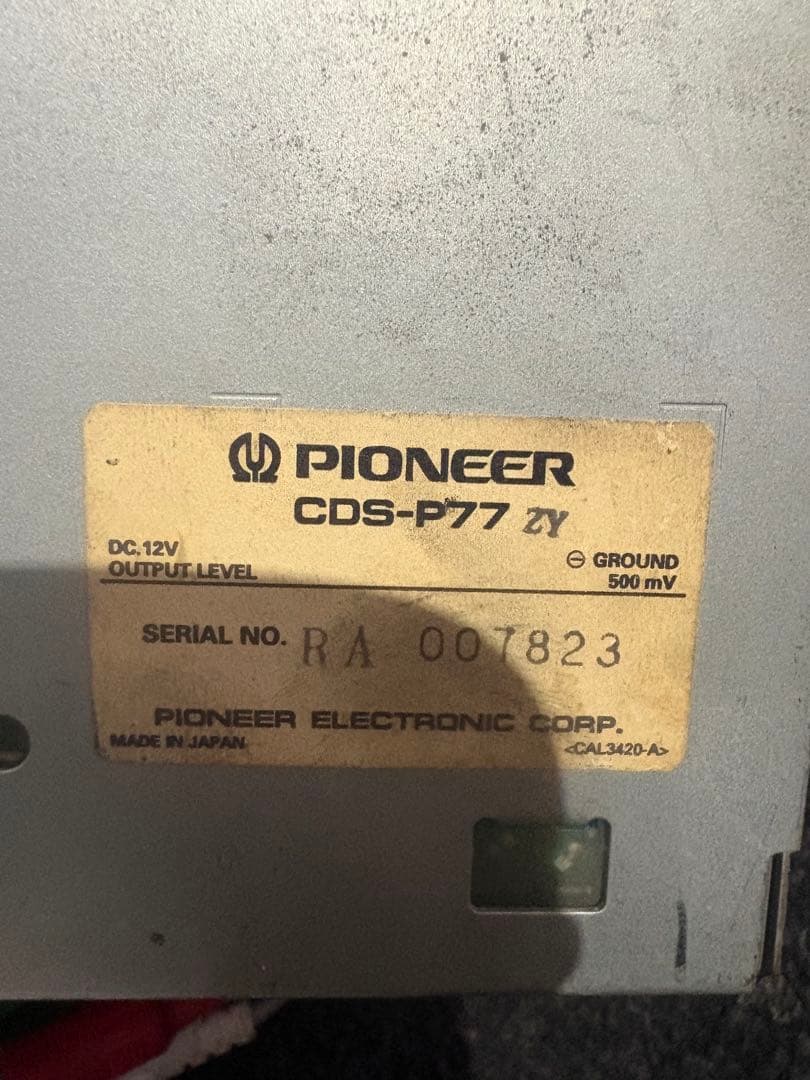 PIONEER
CDS-P77 ZY
DC.12V ⊖ GROUND
OUTPUT LEVEL 500 mV
SERIAL NO. RA 007823
PIONEER ELECTRONIC CORP.
MADE IN JAPAN <CAL3420-A>